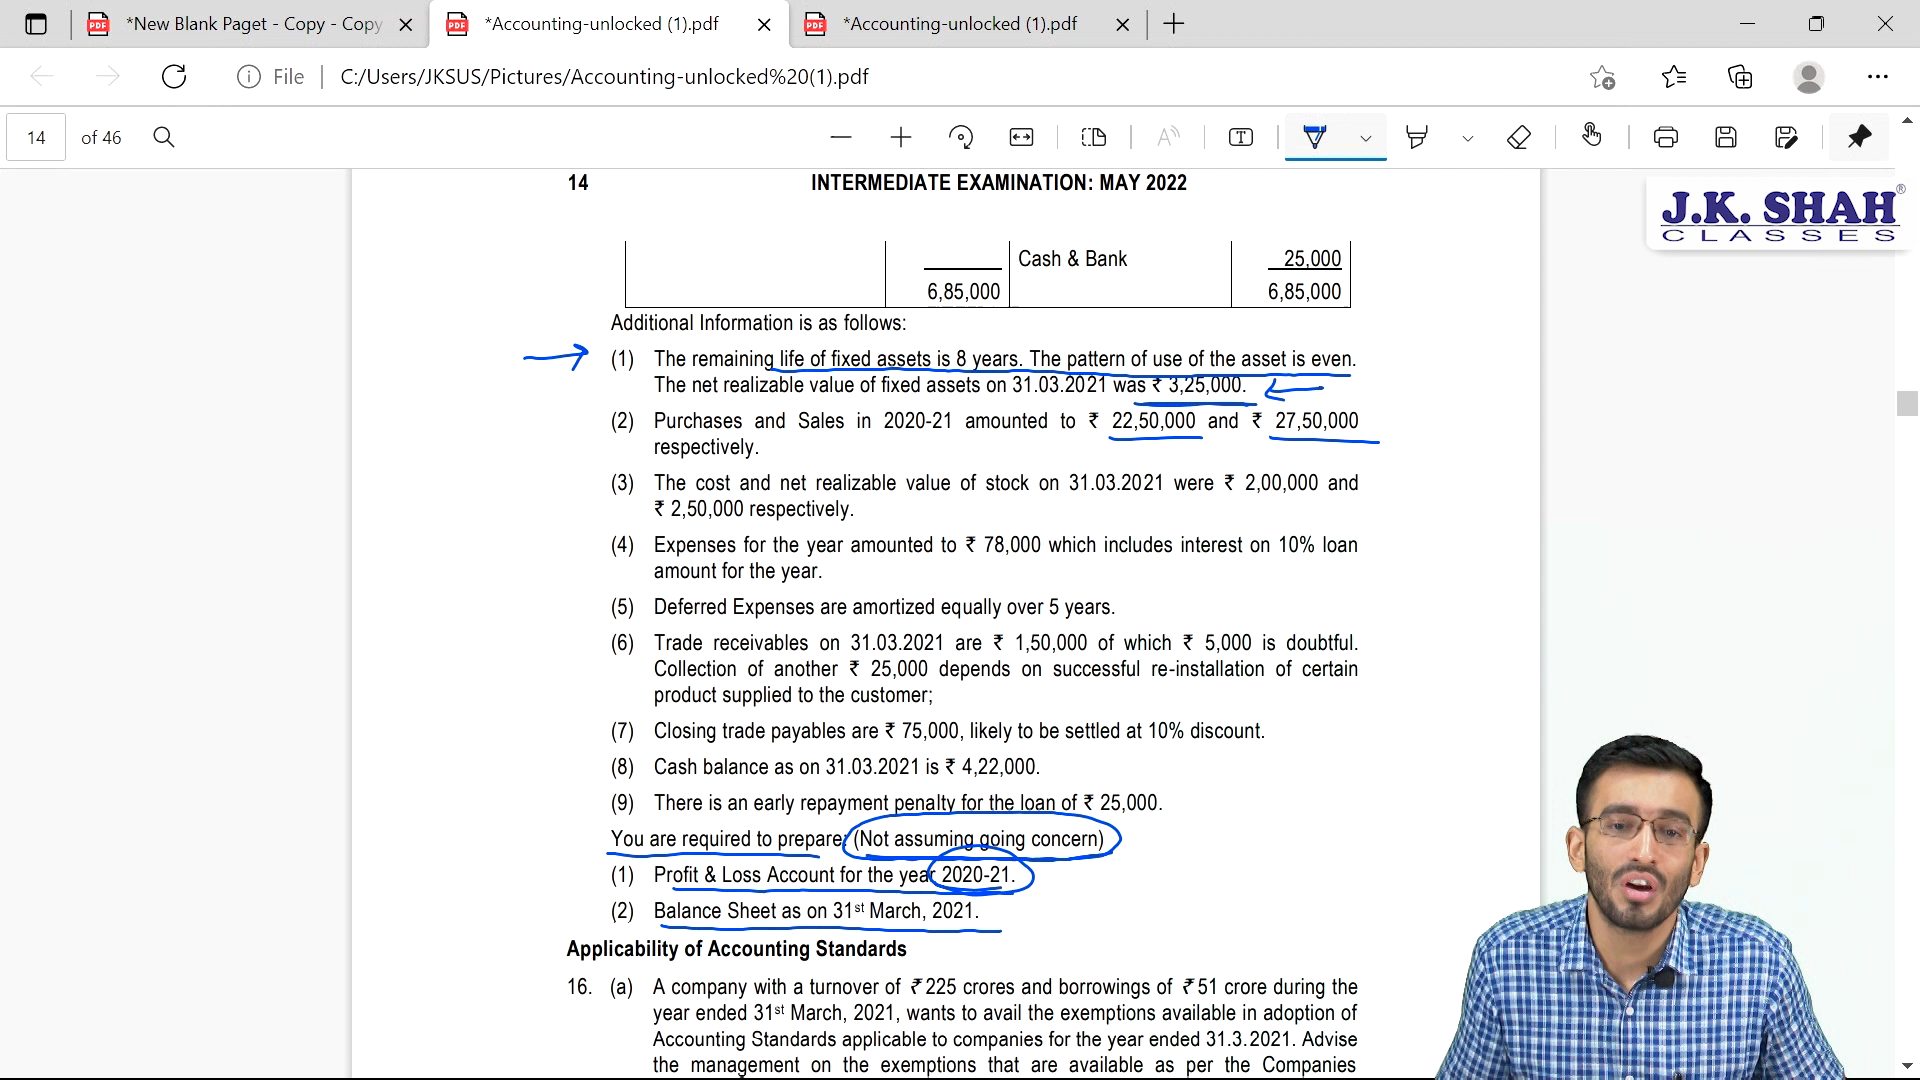 *New Blank Paget - Copy - Copy
*Accounting-unlocked (1).pdf
*Accounting-unlocked (1).pdf
File
C:/Users/JKSUS/Pictures/Accounting-unlocked%20(1).pdf
14 of 46
14 INTERMEDIATE EXAMINATION: MAY 2022
J.K. SHAH®
CLASSES
Cash & Bank 25,000
6,85,000 6,85,000
Additional Information is as follows:
(1) The remaining life of fixed assets is 8 years. The pattern of use of the asset is even.
The net realizable value of fixed assets on 31.03.2021 was ₹ 3,25,000.
(2) Purchases and Sales in 2020-21 amounted to ₹ 22,50,000 and ₹ 27,50,000
respectively.
(3) The cost and net realizable value of stock on 31.03.2021 were ₹ 2,00,000 and
₹ 2,50,000 respectively.
(4) Expenses for the year amounted to ₹ 78,000 which includes interest on 10% loan
amount for the year.
(5) Deferred Expenses are amortized equally over 5 years.
(6) Trade receivables on 31.03.2021 are ₹ 1,50,000 of which ₹ 5,000 is doubtful.
Collection of another ₹ 25,000 depends on successful re-installation of certain
product supplied to the customer;
(7) Closing trade payables are ₹ 75,000, likely to be settled at 10% discount.
(8) Cash balance as on 31.03.2021 is ₹ 4,22,000.
(9) There is an early repayment penalty for the loan of ₹ 25,000.
You are required to prepare: (Not assuming going concern)
(1) Profit & Loss Account for the year 2020-21.
(2) Balance Sheet as on 31st March, 2021.
Applicability of Accounting Standards
16. (a) A company with a turnover of ₹ 225 crores and borrowings of ₹ 51 crore during the
year ended 31st March, 2021, wants to avail the exemptions available in adoption of
Accounting Standards applicable to companies for the year ended 31.3.2021. Advise
the management on the exemptions that are available as per the Companies